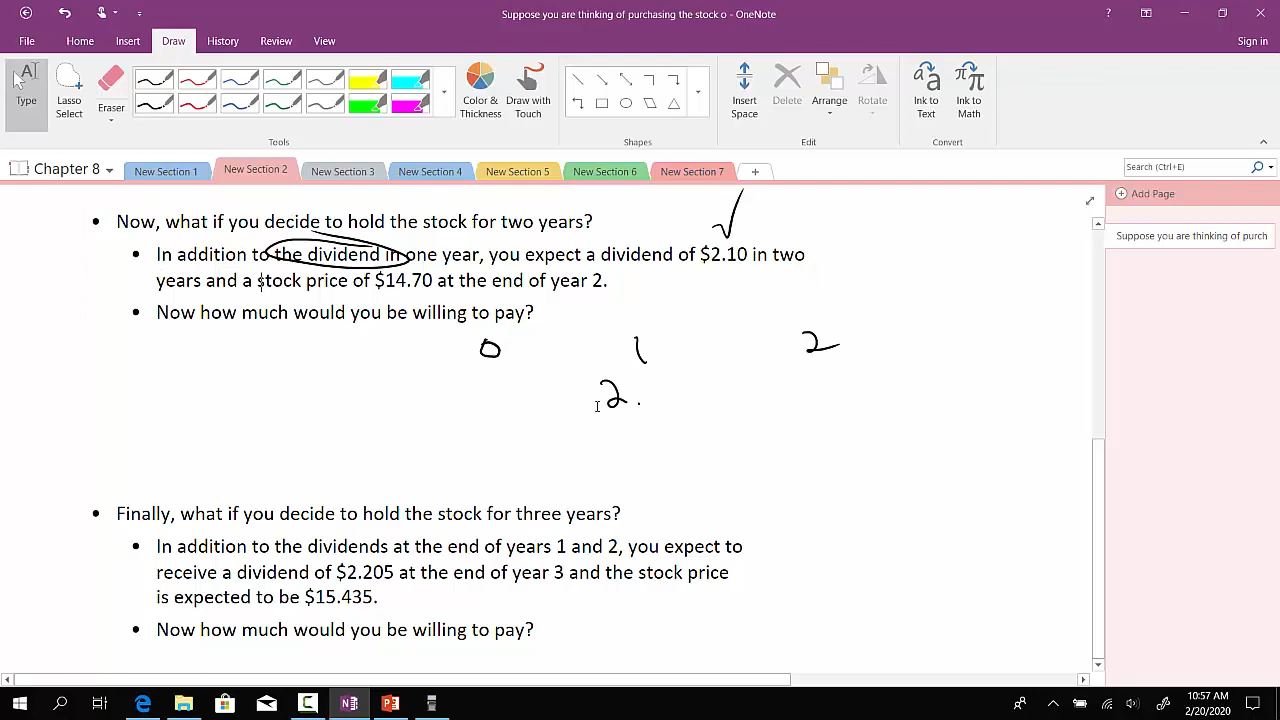 Suppose you are thinking of purchasing the stock o - OneNote
File Home Insert Draw History Review View Sign in
Type Lasso Select Eraser Color & Thickness Draw with Touch Insert Space Delete Arrange Rotate Ink to Text Ink to Math
Tools Shapes Edit Convert
Chapter 8 New Section 1 New Section 2 New Section 3 New Section 4 New Section 5 New Section 6 New Section 7 + Search (Ctrl+E)
Add Page
Suppose you are thinking of purch
• Now, what if you decide to hold the stock for two years?
• In addition to the dividend in one year, you expect a dividend of $2.10 in two
years and a stock price of $14.70 at the end of year 2.
• Now how much would you be willing to pay?
0 1 2
2.
• Finally, what if you decide to hold the stock for three years?
• In addition to the dividends at the end of years 1 and 2, you expect to
receive a dividend of $2.205 at the end of year 3 and the stock price
is expected to be $15.435.
• Now how much would you be willing to pay?
10:57 AM
2/20/2020